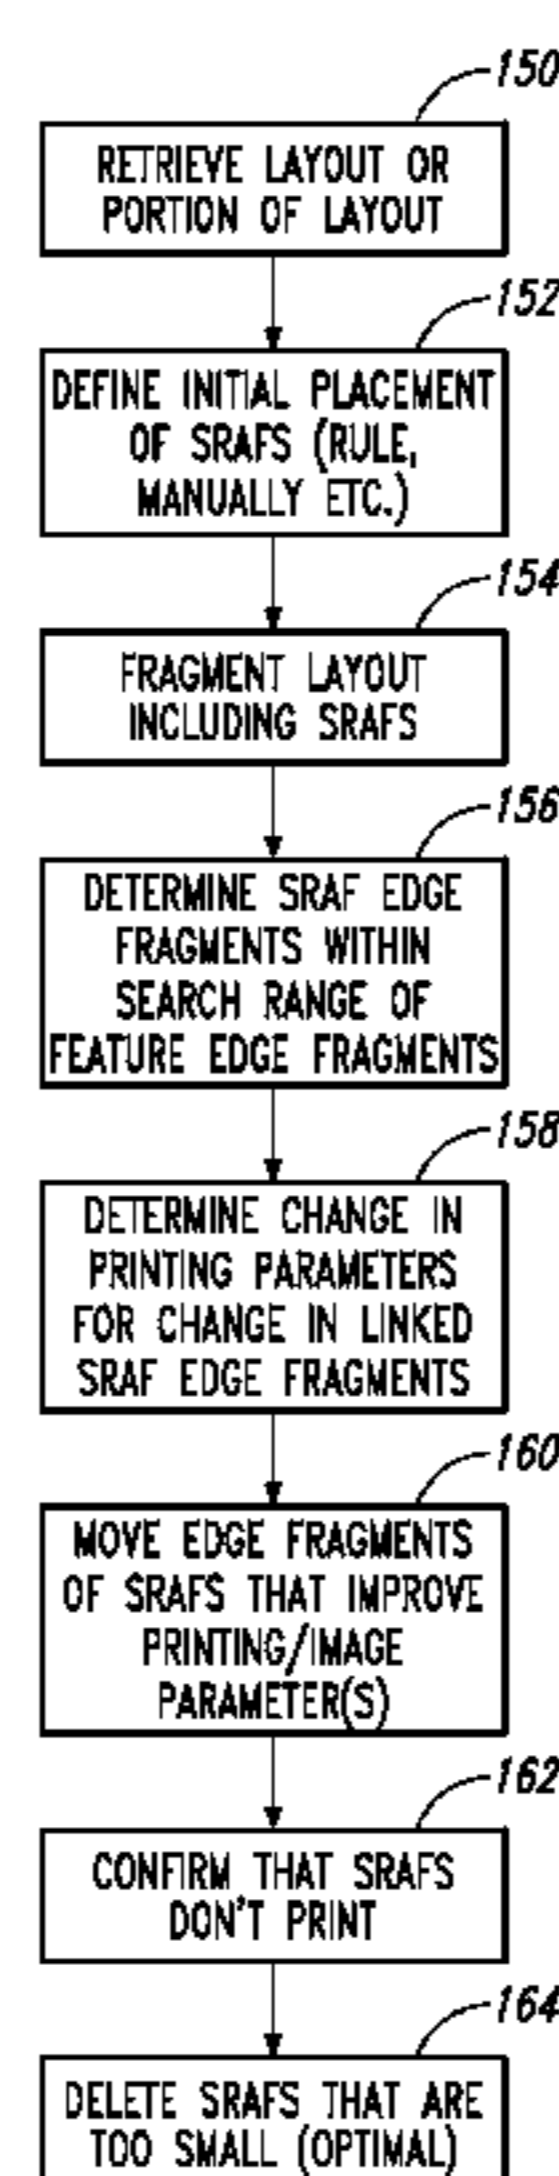 150
RETRIEVE LAYOUT OR
PORTION OF LAYOUT
152
DEFINE INITIAL PLACEMENT
OF SRAFS (RULE,
MANUALLY ETC.)
154
FRAGMENT LAYOUT
INCLUDING SRAFS
156
DETERMINE SRAF EDGE
FRAGMENTS WITHIN
SEARCH RANGE OF
FEATURE EDGE FRAGMENTS
158
DETERMINE CHANGE IN
PRINTING PARAMETERS
FOR CHANGE IN LINKED
SRAF EDGE FRAGMENTS
160
MOVE EDGE FRAGMENTS
OF SRAFS THAT IMPROVE
PRINTING/IMAGE
PARAMETER(S)
162
CONFIRM THAT SRAFS
DON'T PRINT
164
DELETE SRAFS THAT ARE
TOO SMALL (OPTIMAL)